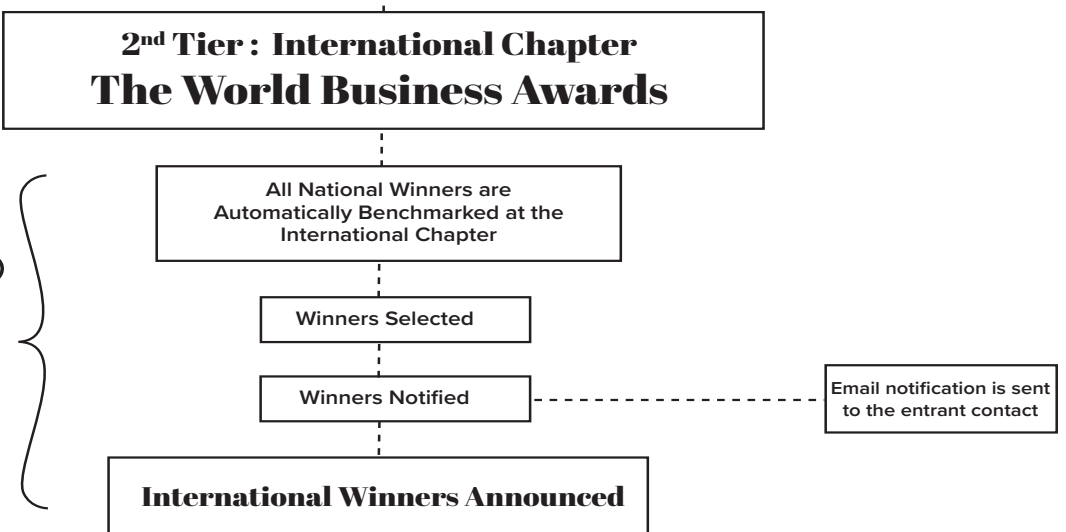 2nd Tier : International Chapter
The World Business Awards
All National Winners are
Automatically Benchmarked at the
International Chapter
Winners Selected
Winners Notified
Email notification is sent
to the entrant contact
International Winners Announced